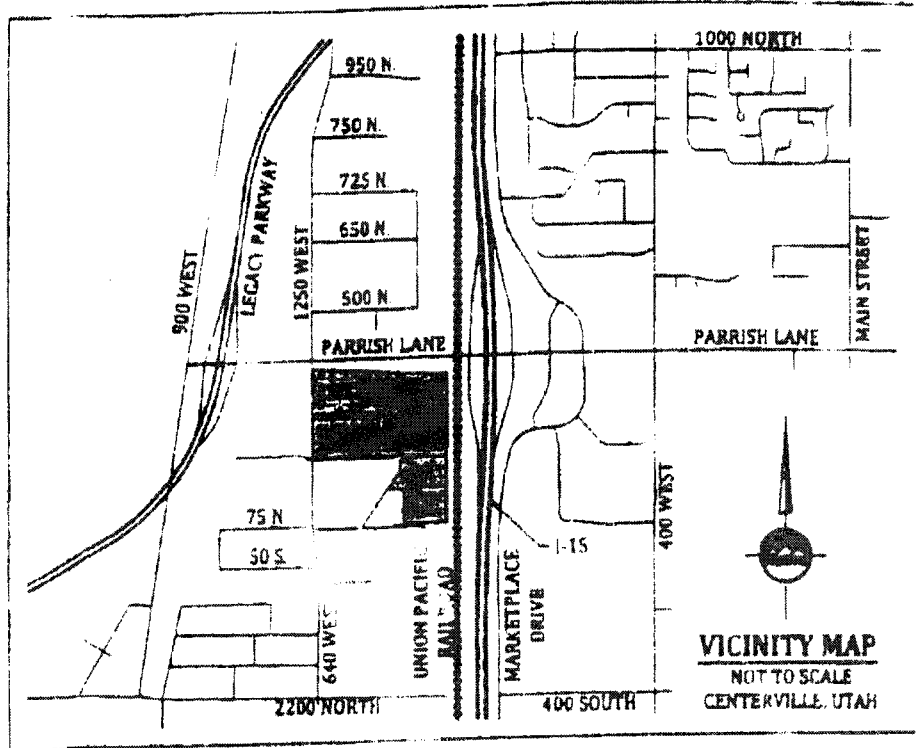 1000 NORTH
950 N.
750 N.
725 N.
650 N.
500 N.
LEGACY PARKWAY
1250 WEST
900 WEST
MAIN STREET
PARRISH LANE
PARRISH LANE
400 WEST
75 N
50 S.
I-15
UNION PACIFIC
MARKETPLACE
DRIVE
640 WEST
VICINITY MAP
NOT TO SCALE
CENTERVILLE, UTAH
2200 NORTH
400 SOUTH